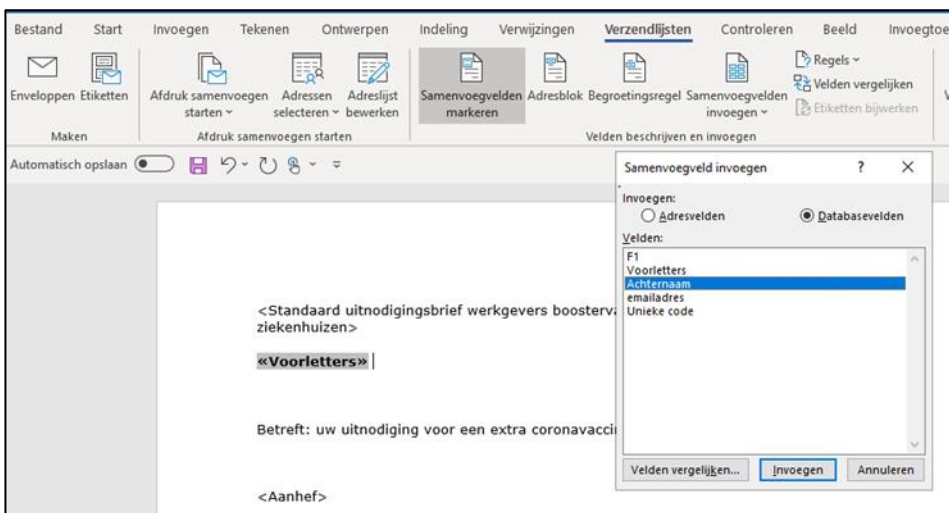 Bestand Start Invoegen Tekenen Ontwerpen Indeling Verwijzingen Verzendlijsten Controleren Beeld Invoegtoe
Enveloppen Etiketten Afdruk samenvoegen starten Adressen selecteren Adreslijst bewerken Samenvoegvelden markeren Adresblok Begroetingsregel Samenvoegvelden invoegen
Regels
Velden vergelijken
Etiketten bijwerken
Maken Afdruk samenvoegen starten Velden beschrijven en invoegen
Automatisch opslaan
Samenvoegveld invoegen ? X
Invoegen:
Adresvelden Databasevelden
Velden:
F1
Voorletters
Achternaam
emailadres
Unieke code
Velden vergelijken... Invoegen Annuleren
<Standaard uitnodigingsbrief werkgevers boosterva
ziekenhuizen>
«Voorletters»
Betreft: uw uitnodiging voor een extra coronavacci
<Aanhef>